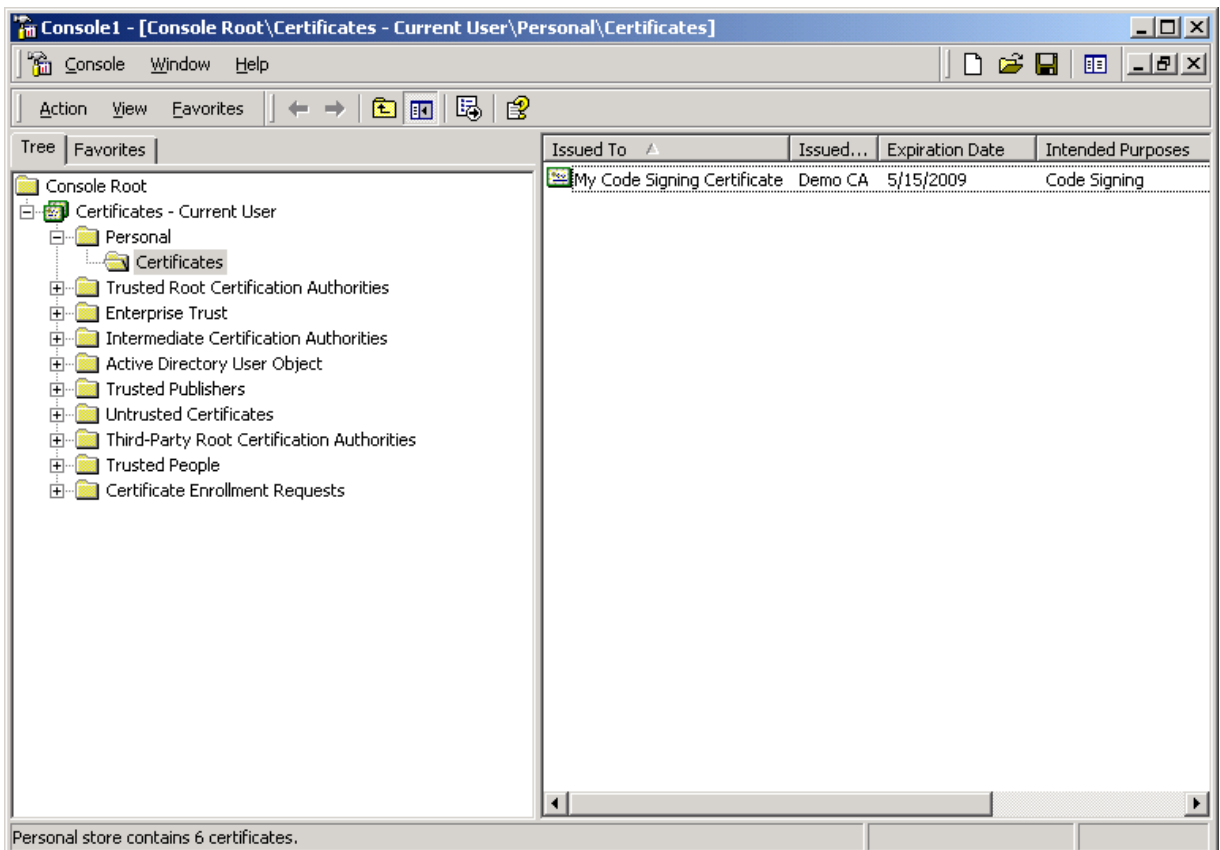 Console1 - [Console Root\Certificates - Current User\Personal\Certificates]
Console Window Help
Action View Favorites
Tree Favorites
Console Root
Certificates - Current User
Personal
Certificates
Trusted Root Certification Authorities
Enterprise Trust
Intermediate Certification Authorities
Active Directory User Object
Trusted Publishers
Untrusted Certificates
Third-Party Root Certification Authorities
Trusted People
Certificate Enrollment Requests
Issued To Issued... Expiration Date Intended Purposes
My Code Signing Certificate Demo CA 5/15/2009 Code Signing
Personal store contains 6 certificates.